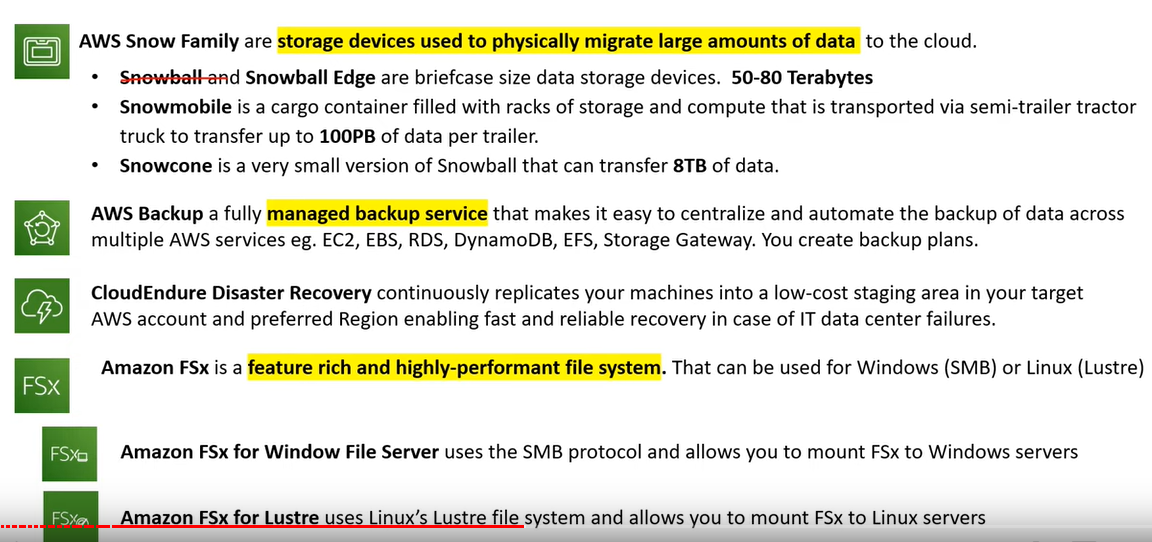 AWS Snow Family are storage devices used to physically migrate large amounts of data to the cloud.
• Snowball and Snowball Edge are briefcase size data storage devices. 50-80 Terabytes
• Snowmobile is a cargo container filled with racks of storage and compute that is transported via semi-trailer tractor
truck to transfer up to 100PB of data per trailer.
• Snowcone is a very small version of Snowball that can transfer 8TB of data.
AWS Backup a fully managed backup service that makes it easy to centralize and automate the backup of data across
multiple AWS services eg. EC2, EBS, RDS, DynamoDB, EFS, Storage Gateway. You create backup plans.
CloudEndure Disaster Recovery continuously replicates your machines into a low-cost staging area in your target
AWS account and preferred Region enabling fast and reliable recovery in case of IT data center failures.
FSx
Amazon FSx is a feature rich and highly-performant file system. That can be used for Windows (SMB) or Linux (Lustre)
FSx
Amazon FSx for Window File Server uses the SMB protocol and allows you to mount FSx to Windows servers
FSx
Amazon FSx for Lustre uses Linux's Lustre file system and allows you to mount FSx to Linux servers